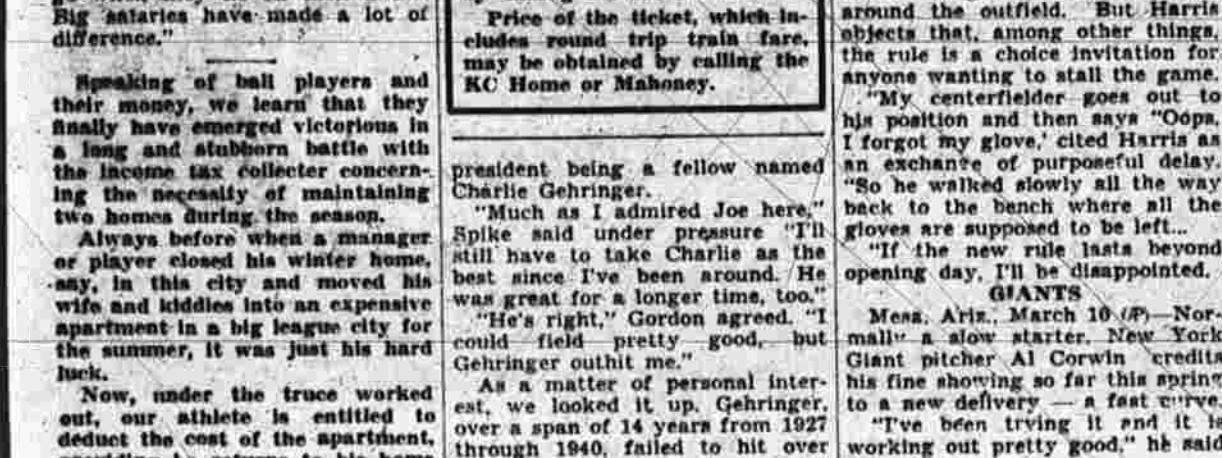 Big salaries have made a lot of
difference."
Speaking of ball players and
their money, we learn that they
finally have emerged victorious in
a long and stubborn battle with
the income tax collecter concern-
ing the necessity of maintaining
two homes during the season.
Always before when a manager
or player closed his winter home,
say, in this city and moved his
wife and kiddies into an expensive
apartment in a big league city for
the summer, it was just his hard
luck.
Now, under the truce worked
out, our athlete is entitled to
deduct the cost of the apartment,
Price of the ticket, which in-
cludes round trip train fare,
may be obtained by calling the
KC Home or Mahoney.
president being a fellow named
Charlie Gehringer.
"Much as I admired Joe here,"
Spike said under pressure "I'll
still have to take Charlie as the
best since I've been around. He
was great for a longer time, too."
"He's right," Gordon agreed. "I
could field pretty good, but
Gehringer outhit me."
As a matter of personal inter-
est, we looked it up. Gehringer,
over a span of 14 years from 1927
through 1940, failed to hit over
around the outfield. But Harris
objects that, among other things,
the rule is a choice invitation for
anyone wanting to stall the game.
"My centerfielder goes out to
his position and then says "Oops,
I forgot my glove,' cited Harris as
an exchange of purposeful delay.
"So he walked slowly all the way
back to the bench where all the
gloves are supposed to be left...
"If the new rule lasts beyond
opening day, I'll be disappointed.
GIANTS
Mesa, Ariz., March 10 (AP)—Nor-
mally a slow starter, New York
Giant pitcher Al Corwin credits
his fine showing so far this spring
to a new delivery — a fast curve.
"I've been trying it and it is
working out pretty good," he said